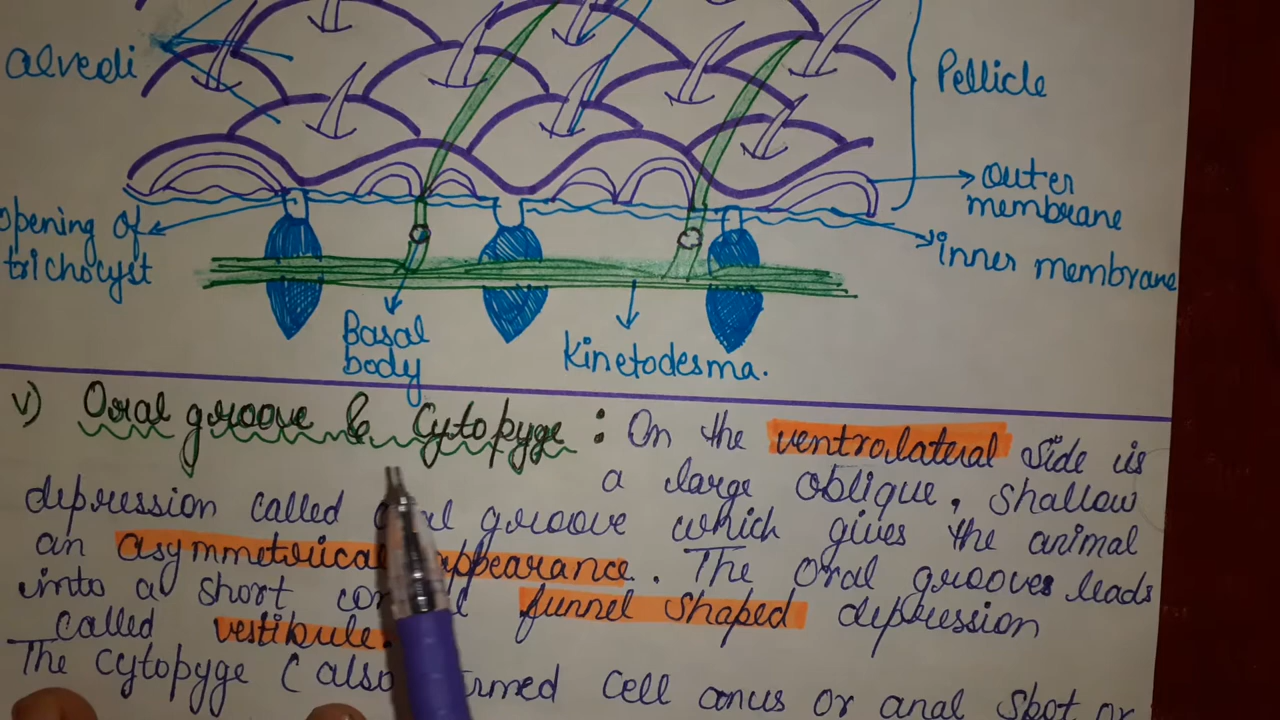 alveoli
Pellicle
outer
membrane
opening of
trichocyst
inner membrane
Basal
body
Kinetodesma.
v) Oral groove & Cytopyge : On the ventrolateral side is
a large oblique, shallow
depression called groove which gives the animal
an asymmetrical appearance. The oral grooves leads
into a short funnel shaped depression
called vestibule.
The cytopyge ( also cell anus or anal spot or